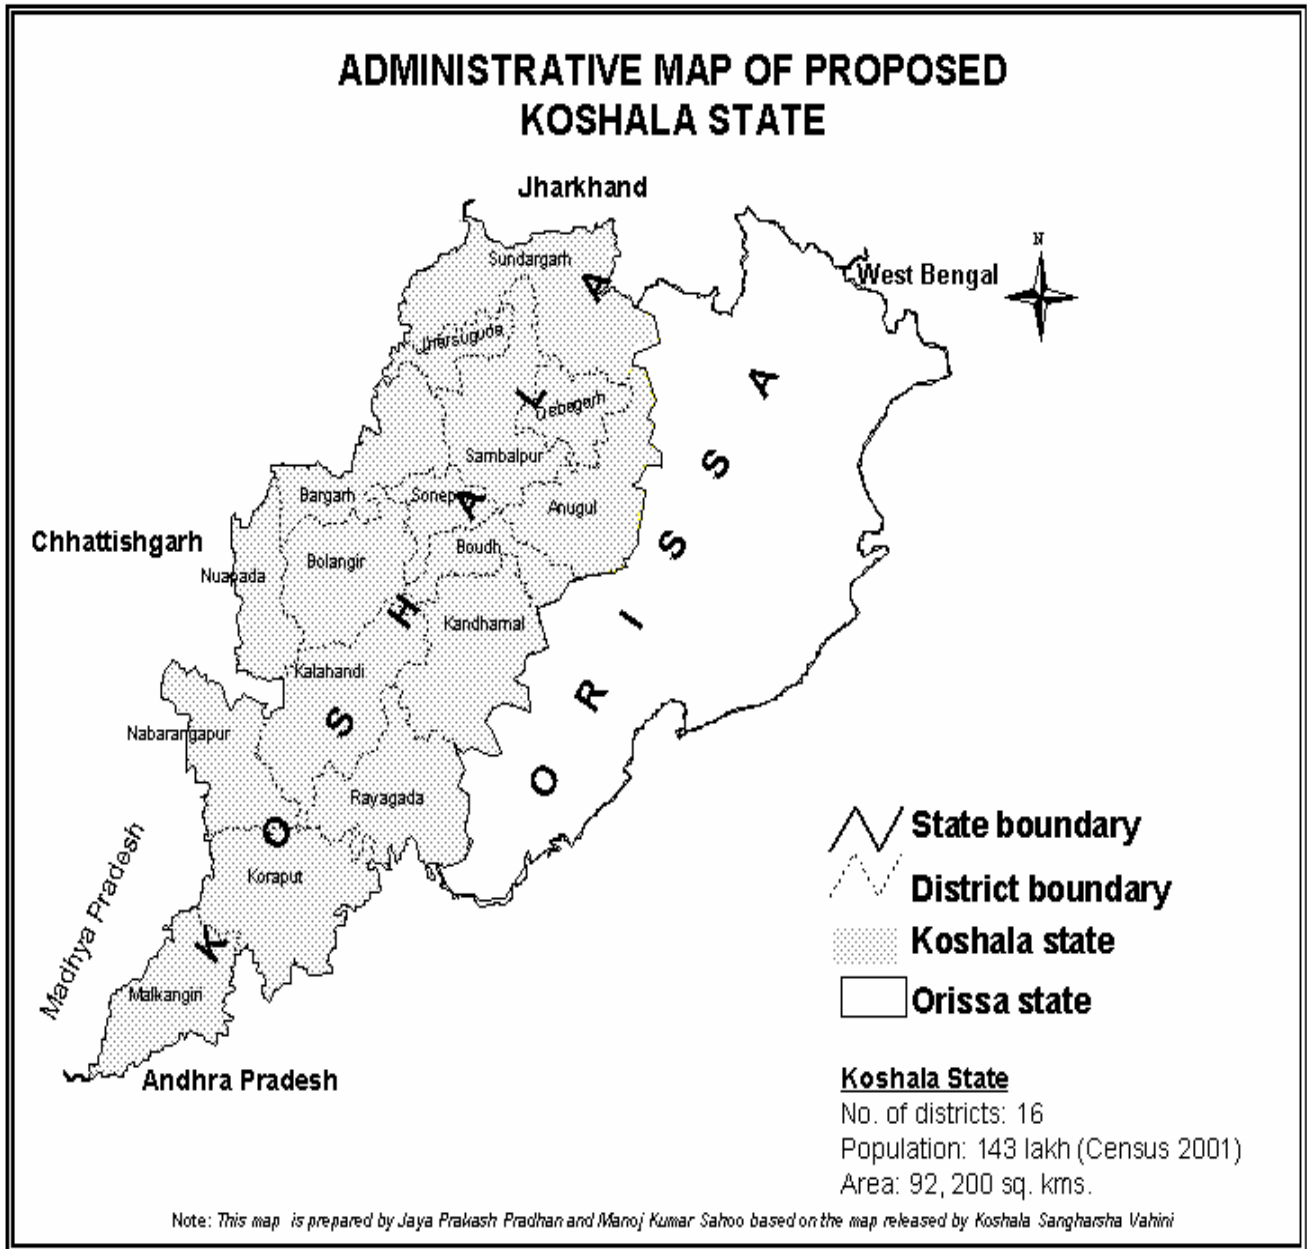 ADMINISTRATIVE MAP OF PROPOSED
KOSHALA STATE
Jharkhand
N
West Bengal
Sundargarh
Jharsuguda
Debagarh
Sambalpur
Bargarh
Sonepur
Anugul
Chhattishgarh
Boudh
Bolangir
Nuapada
Kandhamal
Kalahandi
Nabarangapur
Rayagada
Koraput
Madhya Pradesh
Malkangiri
Andhra Pradesh
KOSHALA
ORISSA
State boundary
District boundary
Koshala state
Orissa state
Koshala State
No. of districts: 16
Population: 143 lakh (Census 2001)
Area: 92, 200 sq. kms.
Note: This map is prepared by Jaya Prakash Pradhan and Manoj Kumar Sahoo based on the map released by Koshala Sangharsha Vahini